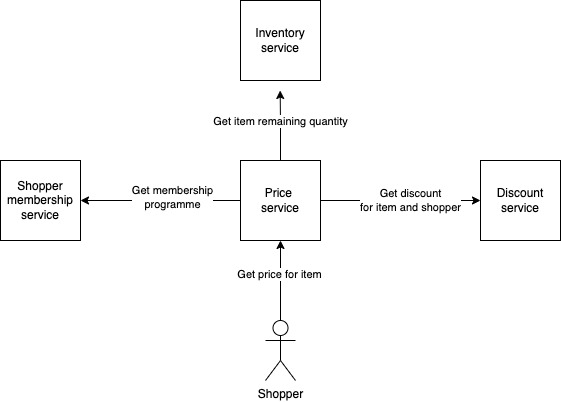 Inventory
service
Get item remaining quantity
Shopper
membership
service
Get membership
programme
Price
service
Get discount
for item and shopper
Discount
service
Get price for item
Shopper